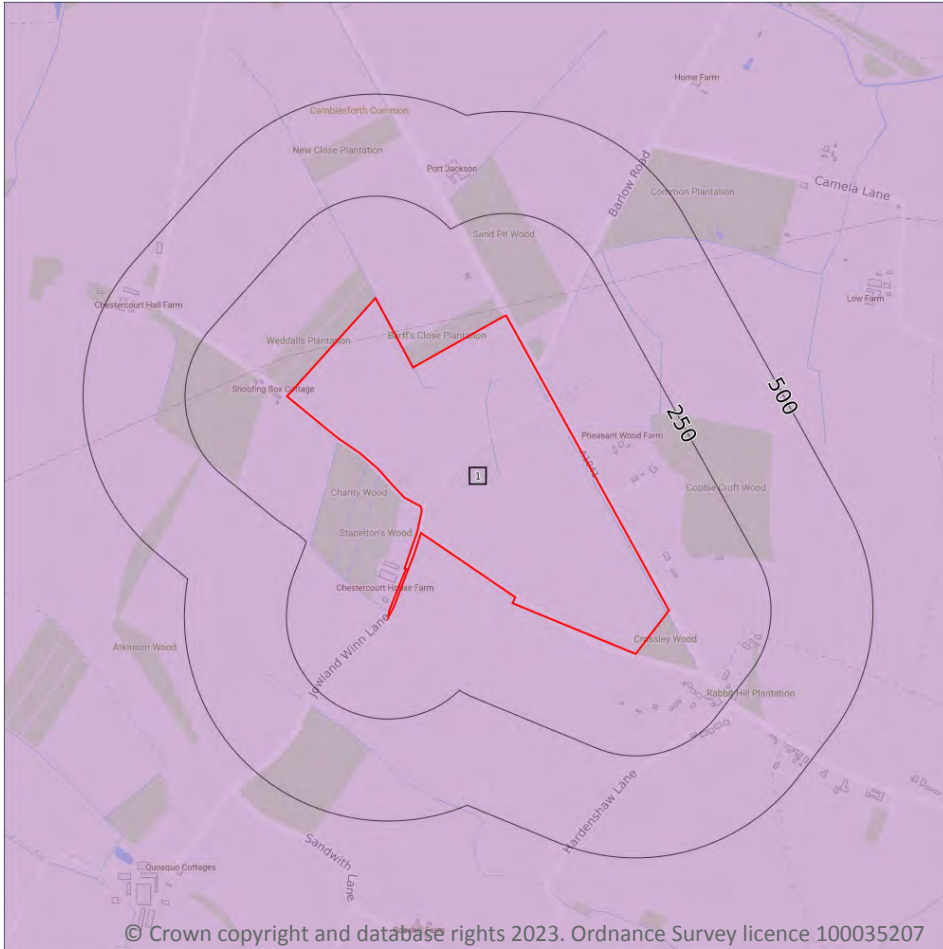 Home Farm
Camblesforth Common
New Close Plantation
Port Jackson
Barlow Road
Common Plantation
Camela Lane
Sand Pit Wood
Chestercourt Hall Farm
Low Farm
Weddalls Plantation
Barff's Close Plantation
Shooting Box Cottage
500
250
Pheasant Wood Farm
A1041
1
Charity Wood
Cobble Croft Wood
Stapleton's Wood
Chestercourt House Farm
Jowland Winn Lane
Atkinson Wood
Crossley Wood
Rabbit Hill Plantation
Hardenshaw Lane
Sandwith Lane
Quosquo Cottages
© Crown copyright and database rights 2023. Ordnance Survey licence 100035207